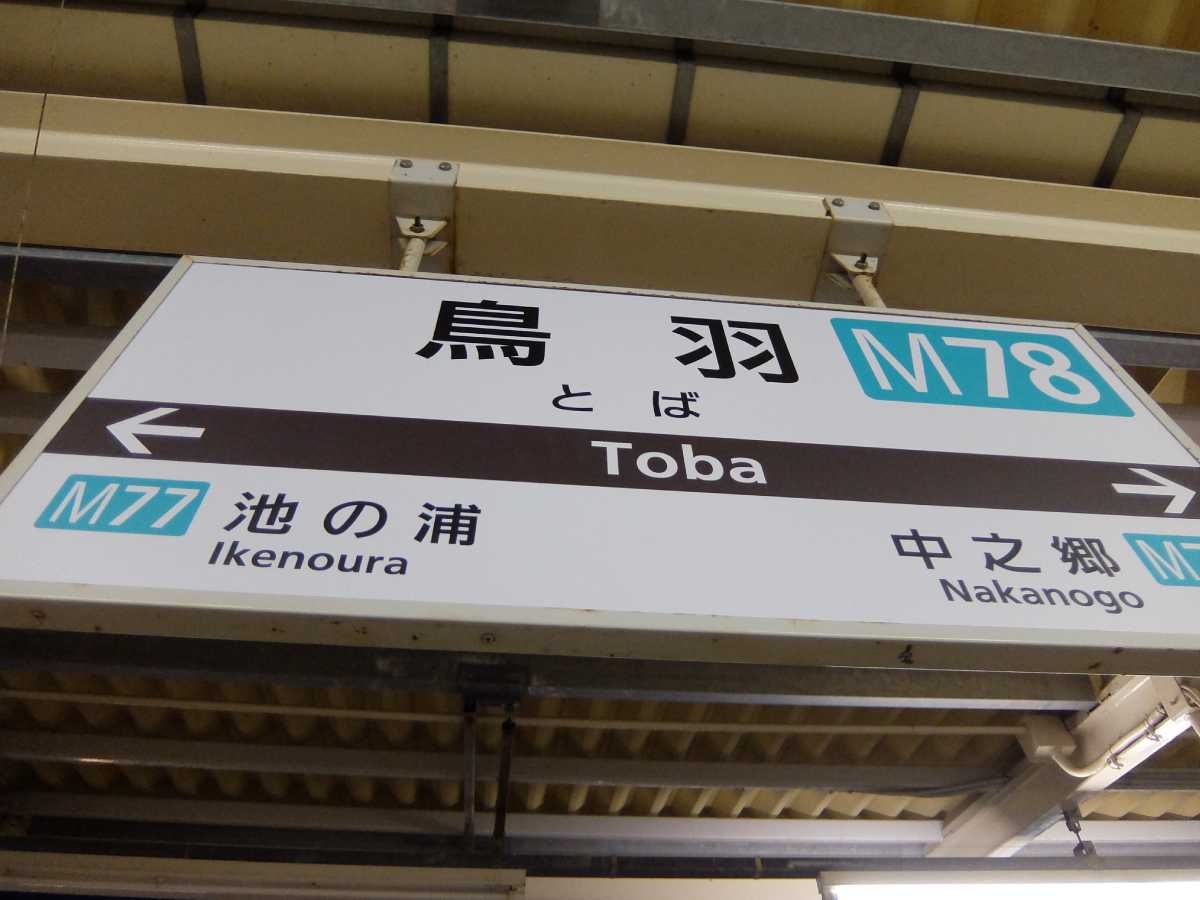 鳥羽 M78
とば
← Toba →
M77 池の浦
Ikenoura
中之郷
Nakanogo